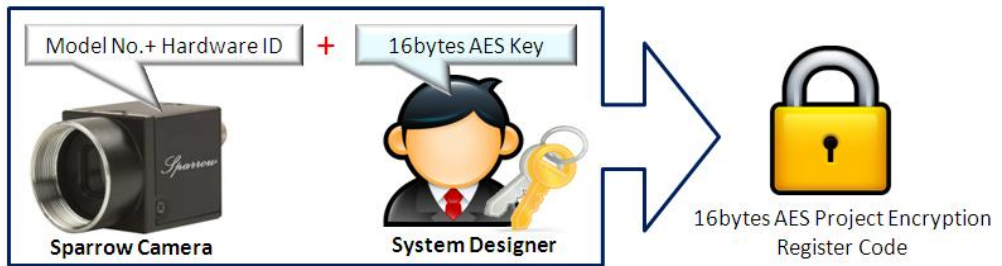 Model No.+ Hardware ID
+
16bytes AES Key
Sparrow
Sparrow Camera
System Designer
16bytes AES Project Encryption
Register Code